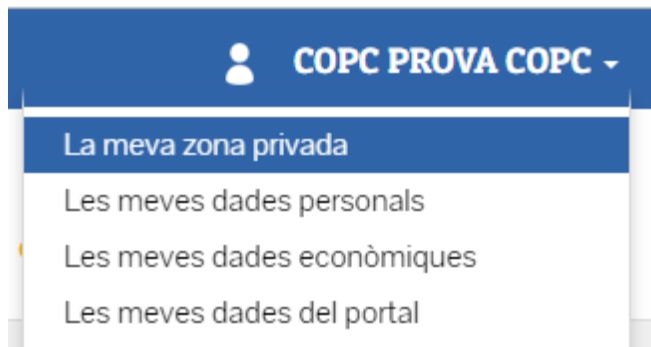 COPC PROVA COPC
La meva zona privada
Les meves dades personals
Les meves dades econòmiques
Les meves dades del portal